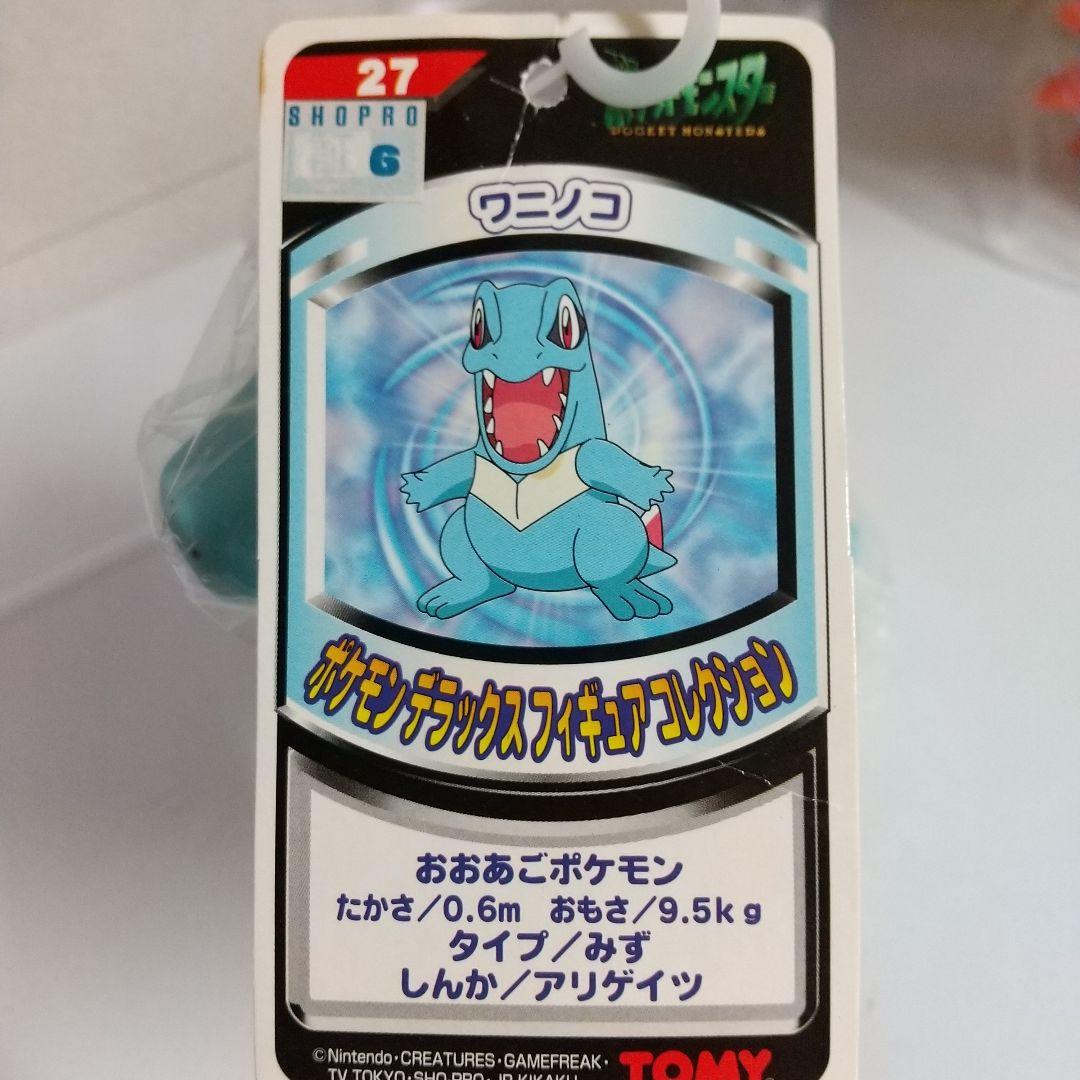 27
SHOPRO
6
ポケットモンスター
POCKET MONSTERS
ワニノコ
ポケモン デラックス フィギュア コレクション
おおあごポケモン
たかさ/0.6m おもさ/9.5kg
タイプ/みず
しんか/アリゲイツ
©Nintendo・CREATURES・GAMEFREAK・
TV TOKYO・SHO PRO・JR KIKAKU
TOMY